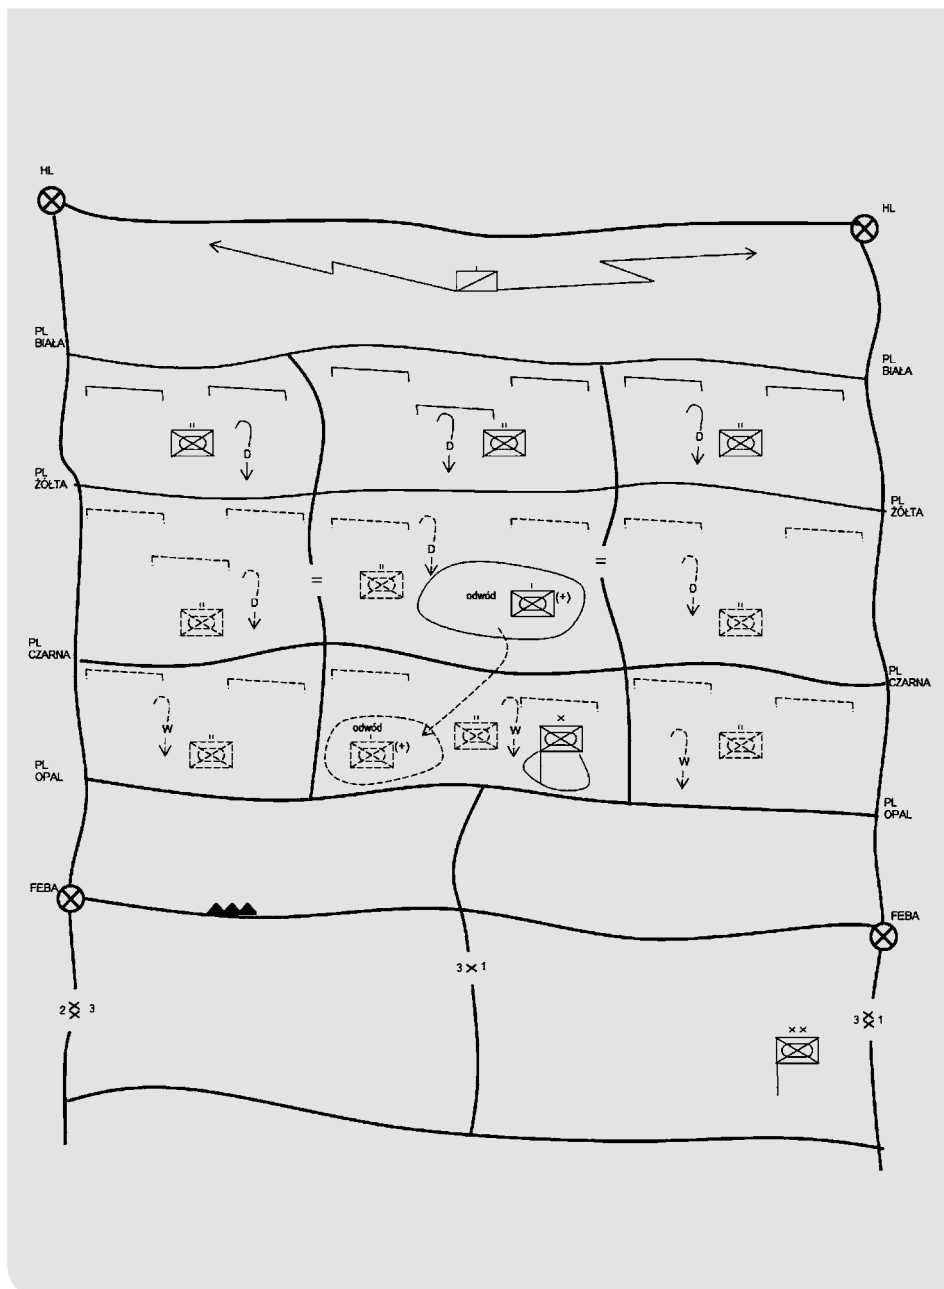 HL
HL
PL
BIAŁA
PL
BIAŁA
D
D
D
PL
ŻÓŁTA
PL
ŻÓŁTA
D
D
D
odwód
(+)
PL
CZARNA
PL
CZARNA
W
odwód
(+)
W
W
PL
OPAL
PL
OPAL
FEBA
FEBA
3 1
2 3
3 1